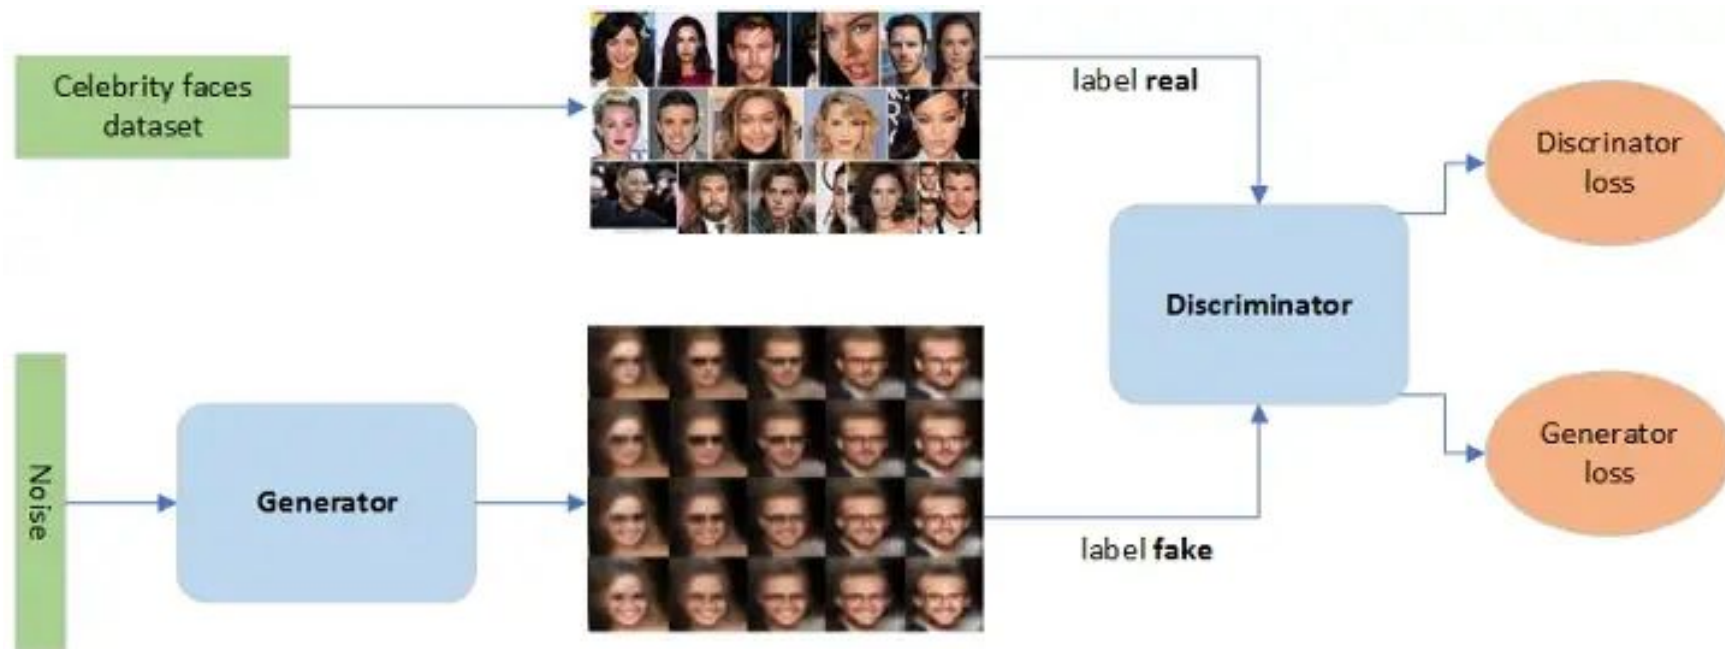 Celebrity faces
dataset
label real
Discrinator
loss
Discriminator
Noise
Generator
label fake
Generator
loss